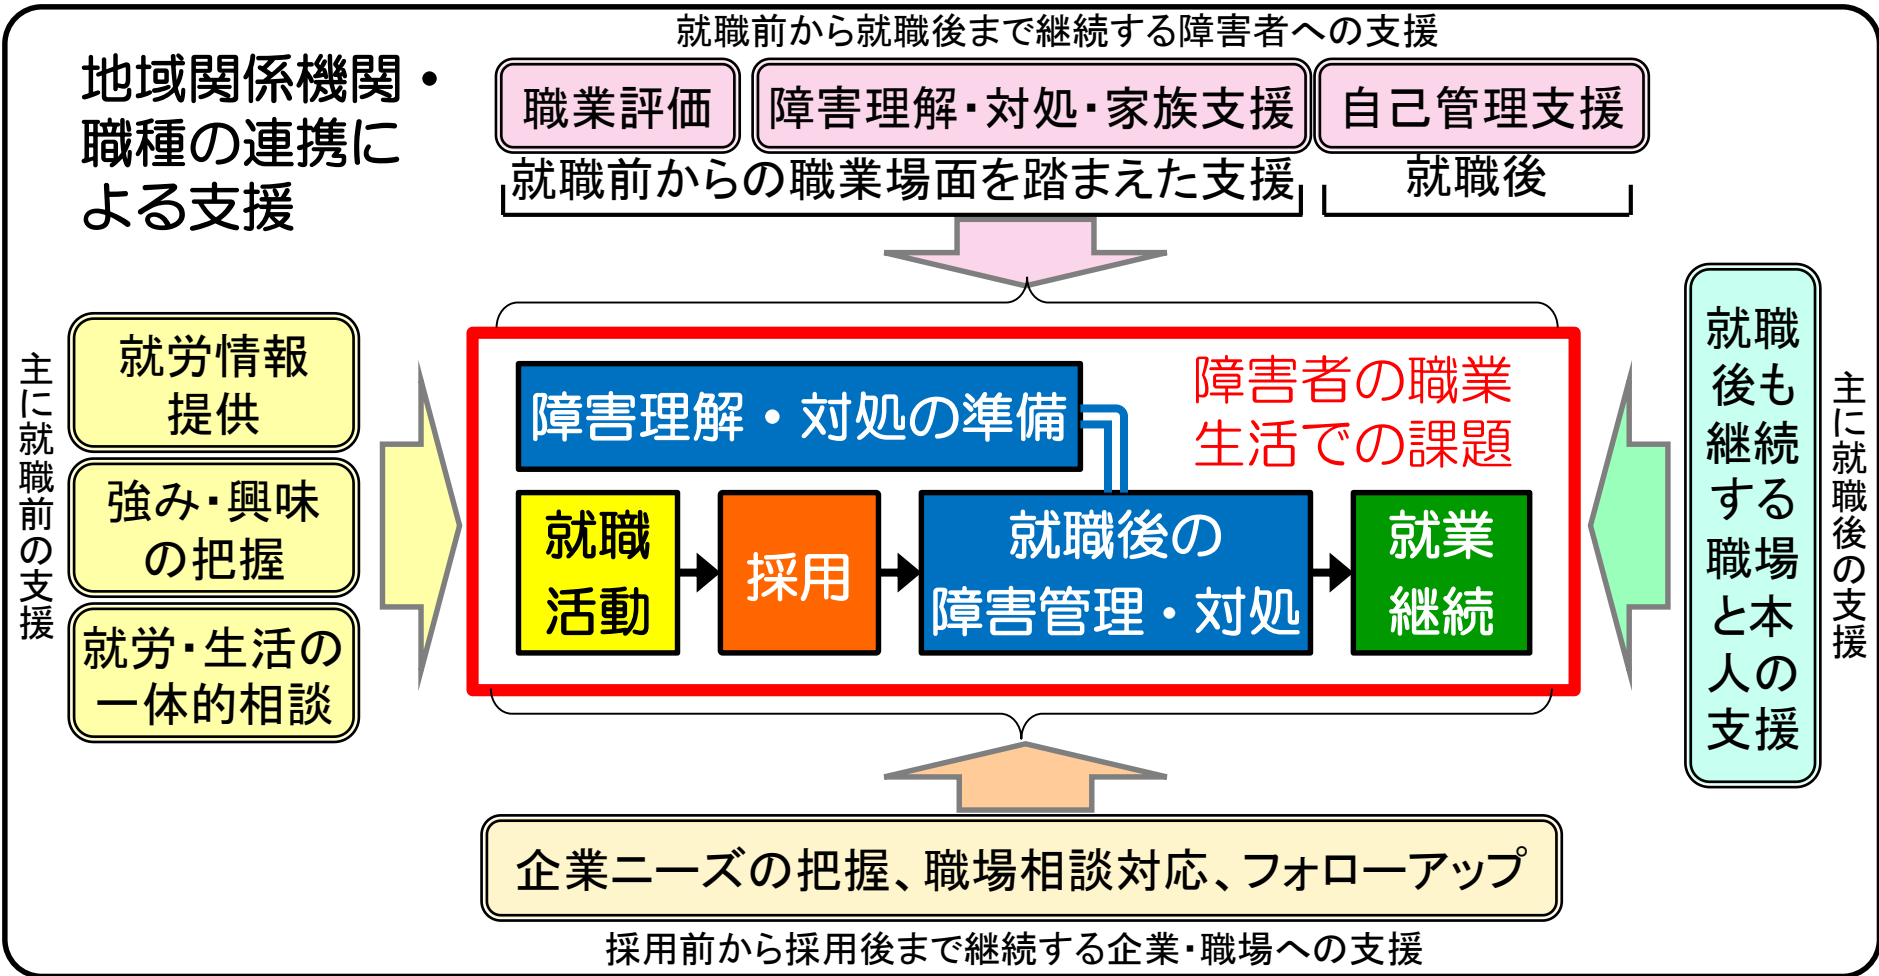 就職前から就職後まで継続する障害者への支援
地域関係機関・
職種の連携に
よる支援
職業評価
障害理解・対処・家族支援
自己管理支援
就職前からの職業場面を踏まえた支援
就職後
主に就職前の支援
就労情報
提供
強み・興味
の把握
就労・生活の
一体的相談
障害者の職業
生活での課題
障害理解・対処の準備
就職
活動
採用
就職後の
障害管理・対処
就業
継続
就職
後も
継続
する
職場
と本
人の
支援
主に就職後の支援
企業ニーズの把握、職場相談対応、フォローアップ
採用前から採用後まで継続する企業・職場への支援